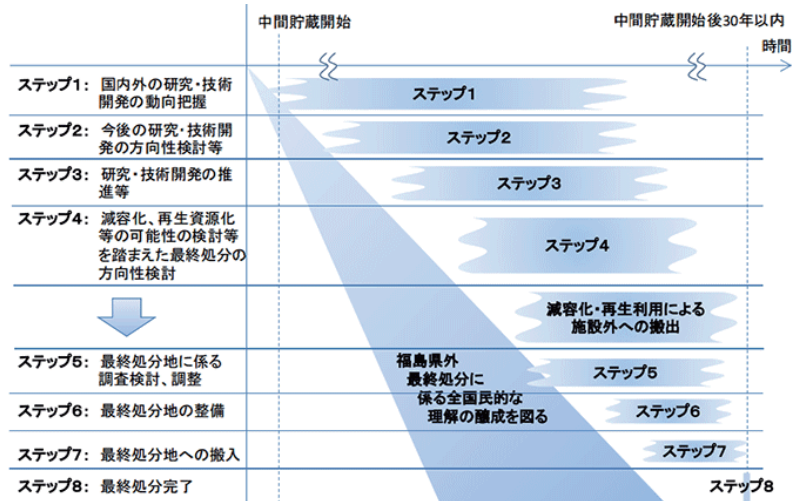 中間貯蔵開始
中間貯蔵開始後30年以内
時間
ステップ1： 国内外の研究・技術
開発の動向把握
ステップ1
ステップ2： 今後の研究・技術開
発の方向性検討等
ステップ2
ステップ3： 研究・技術開発の推
進等
ステップ3
ステップ4： 減容化、再生資源化
等の可能性の検討等
を踏まえた最終処分の
方向性検討
ステップ4
減容化・再生利用による
施設外への搬出
ステップ5： 最終処分地に係る
調査検討、調整
福島県外
最終処分に
係る全国民的な
理解の醸成を図る
ステップ5
ステップ6： 最終処分地の整備
ステップ6
ステップ7： 最終処分地への搬入
ステップ7
ステップ8： 最終処分完了
ステップ8